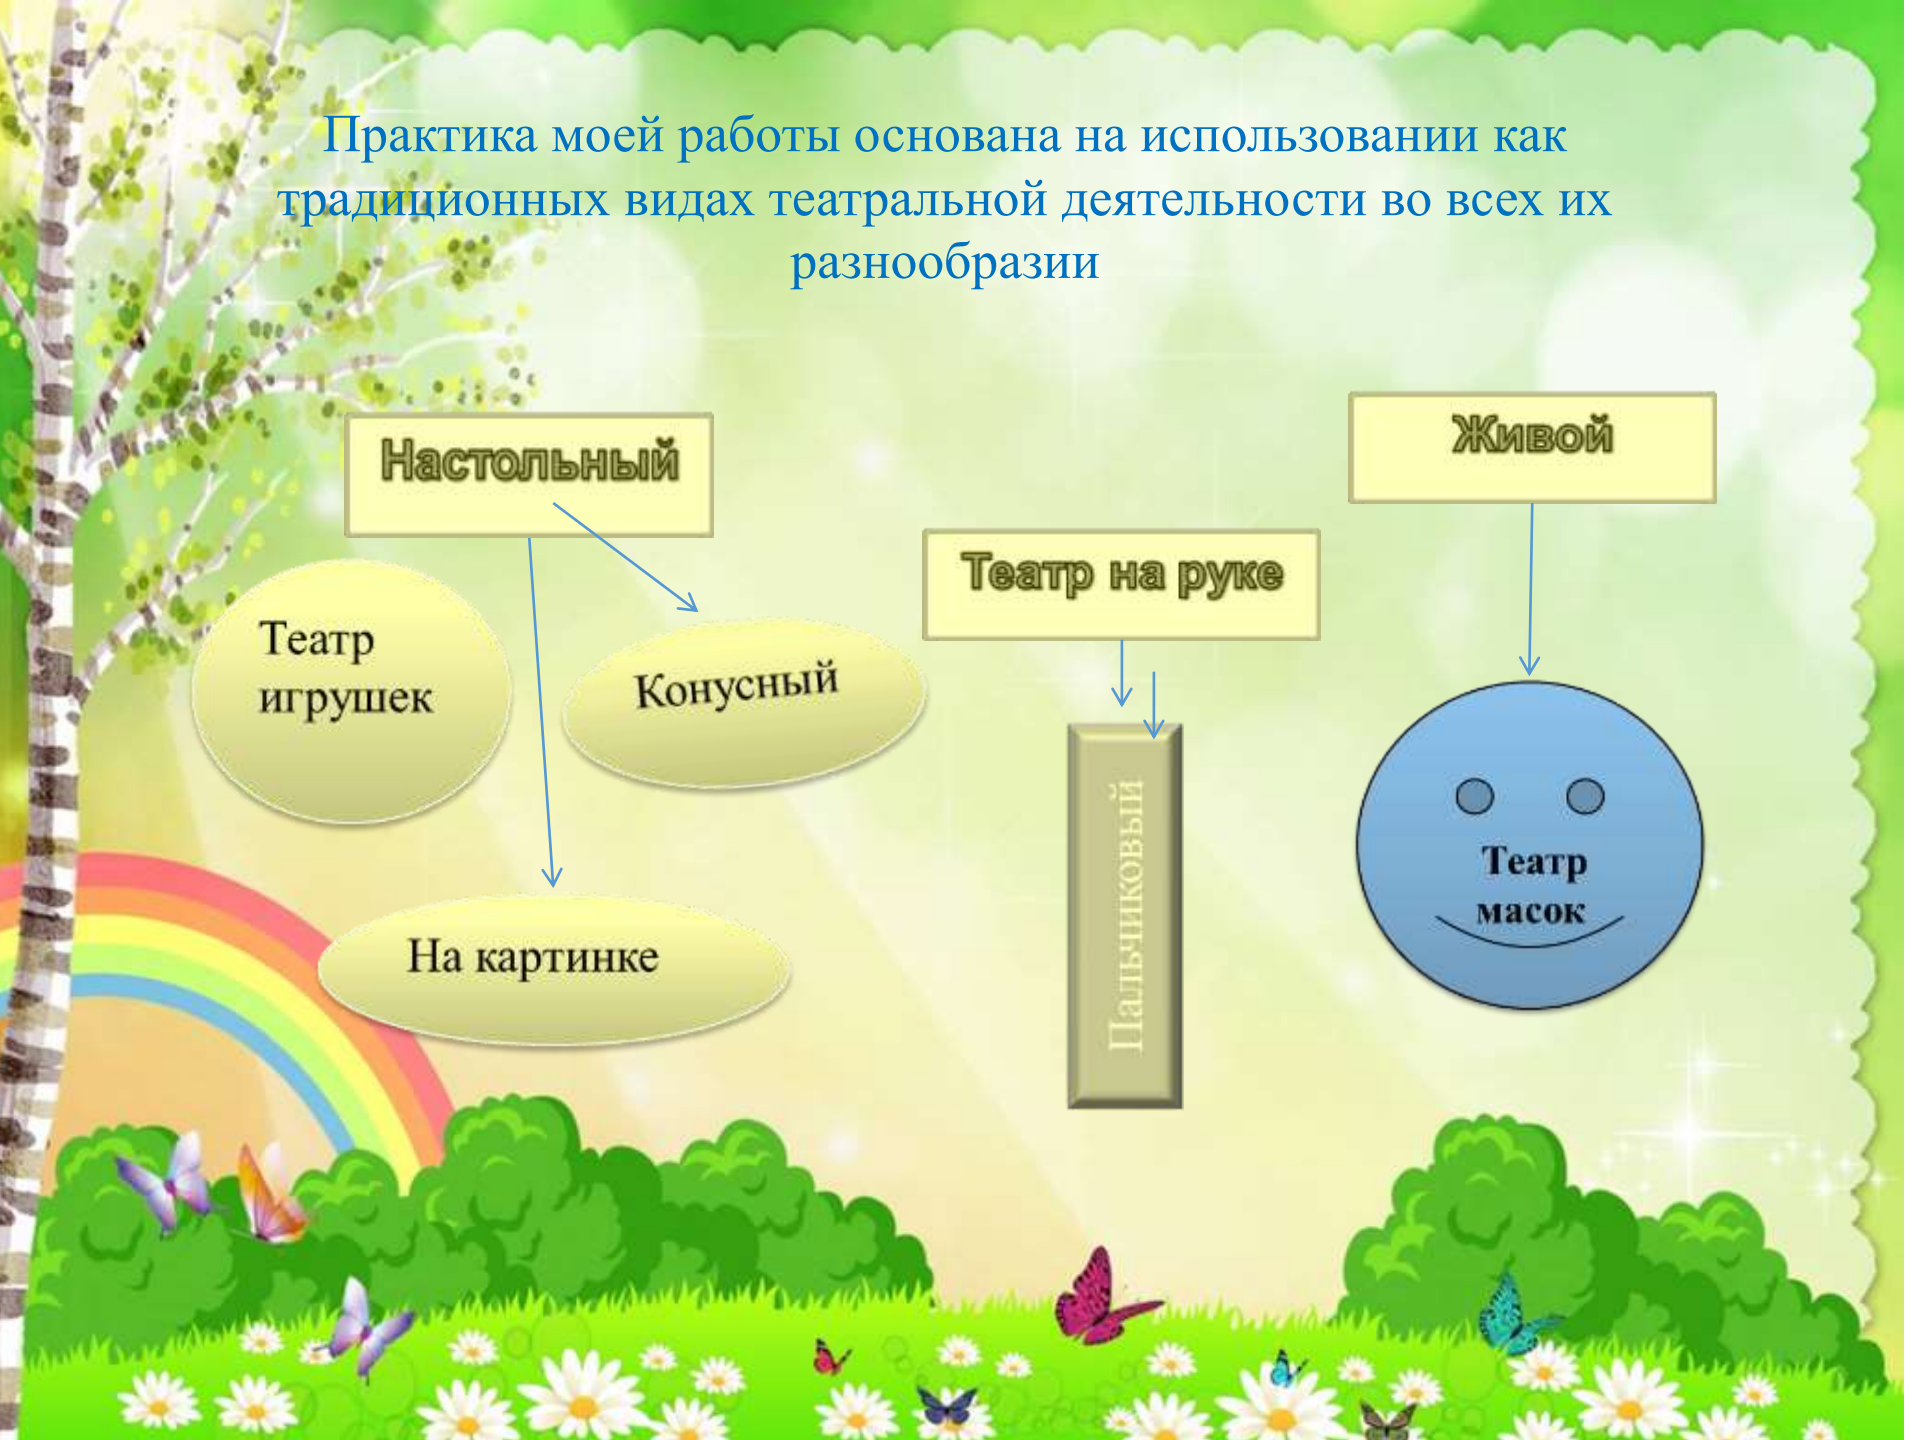 Практика моей работы основана на использовании как
традиционных видах театральной деятельности во всех их
разнообразии
Настольный
Живой
Театр на руке
Театр
игрушек
Конусный
На картинке
Пальчиковый
Театр
масок